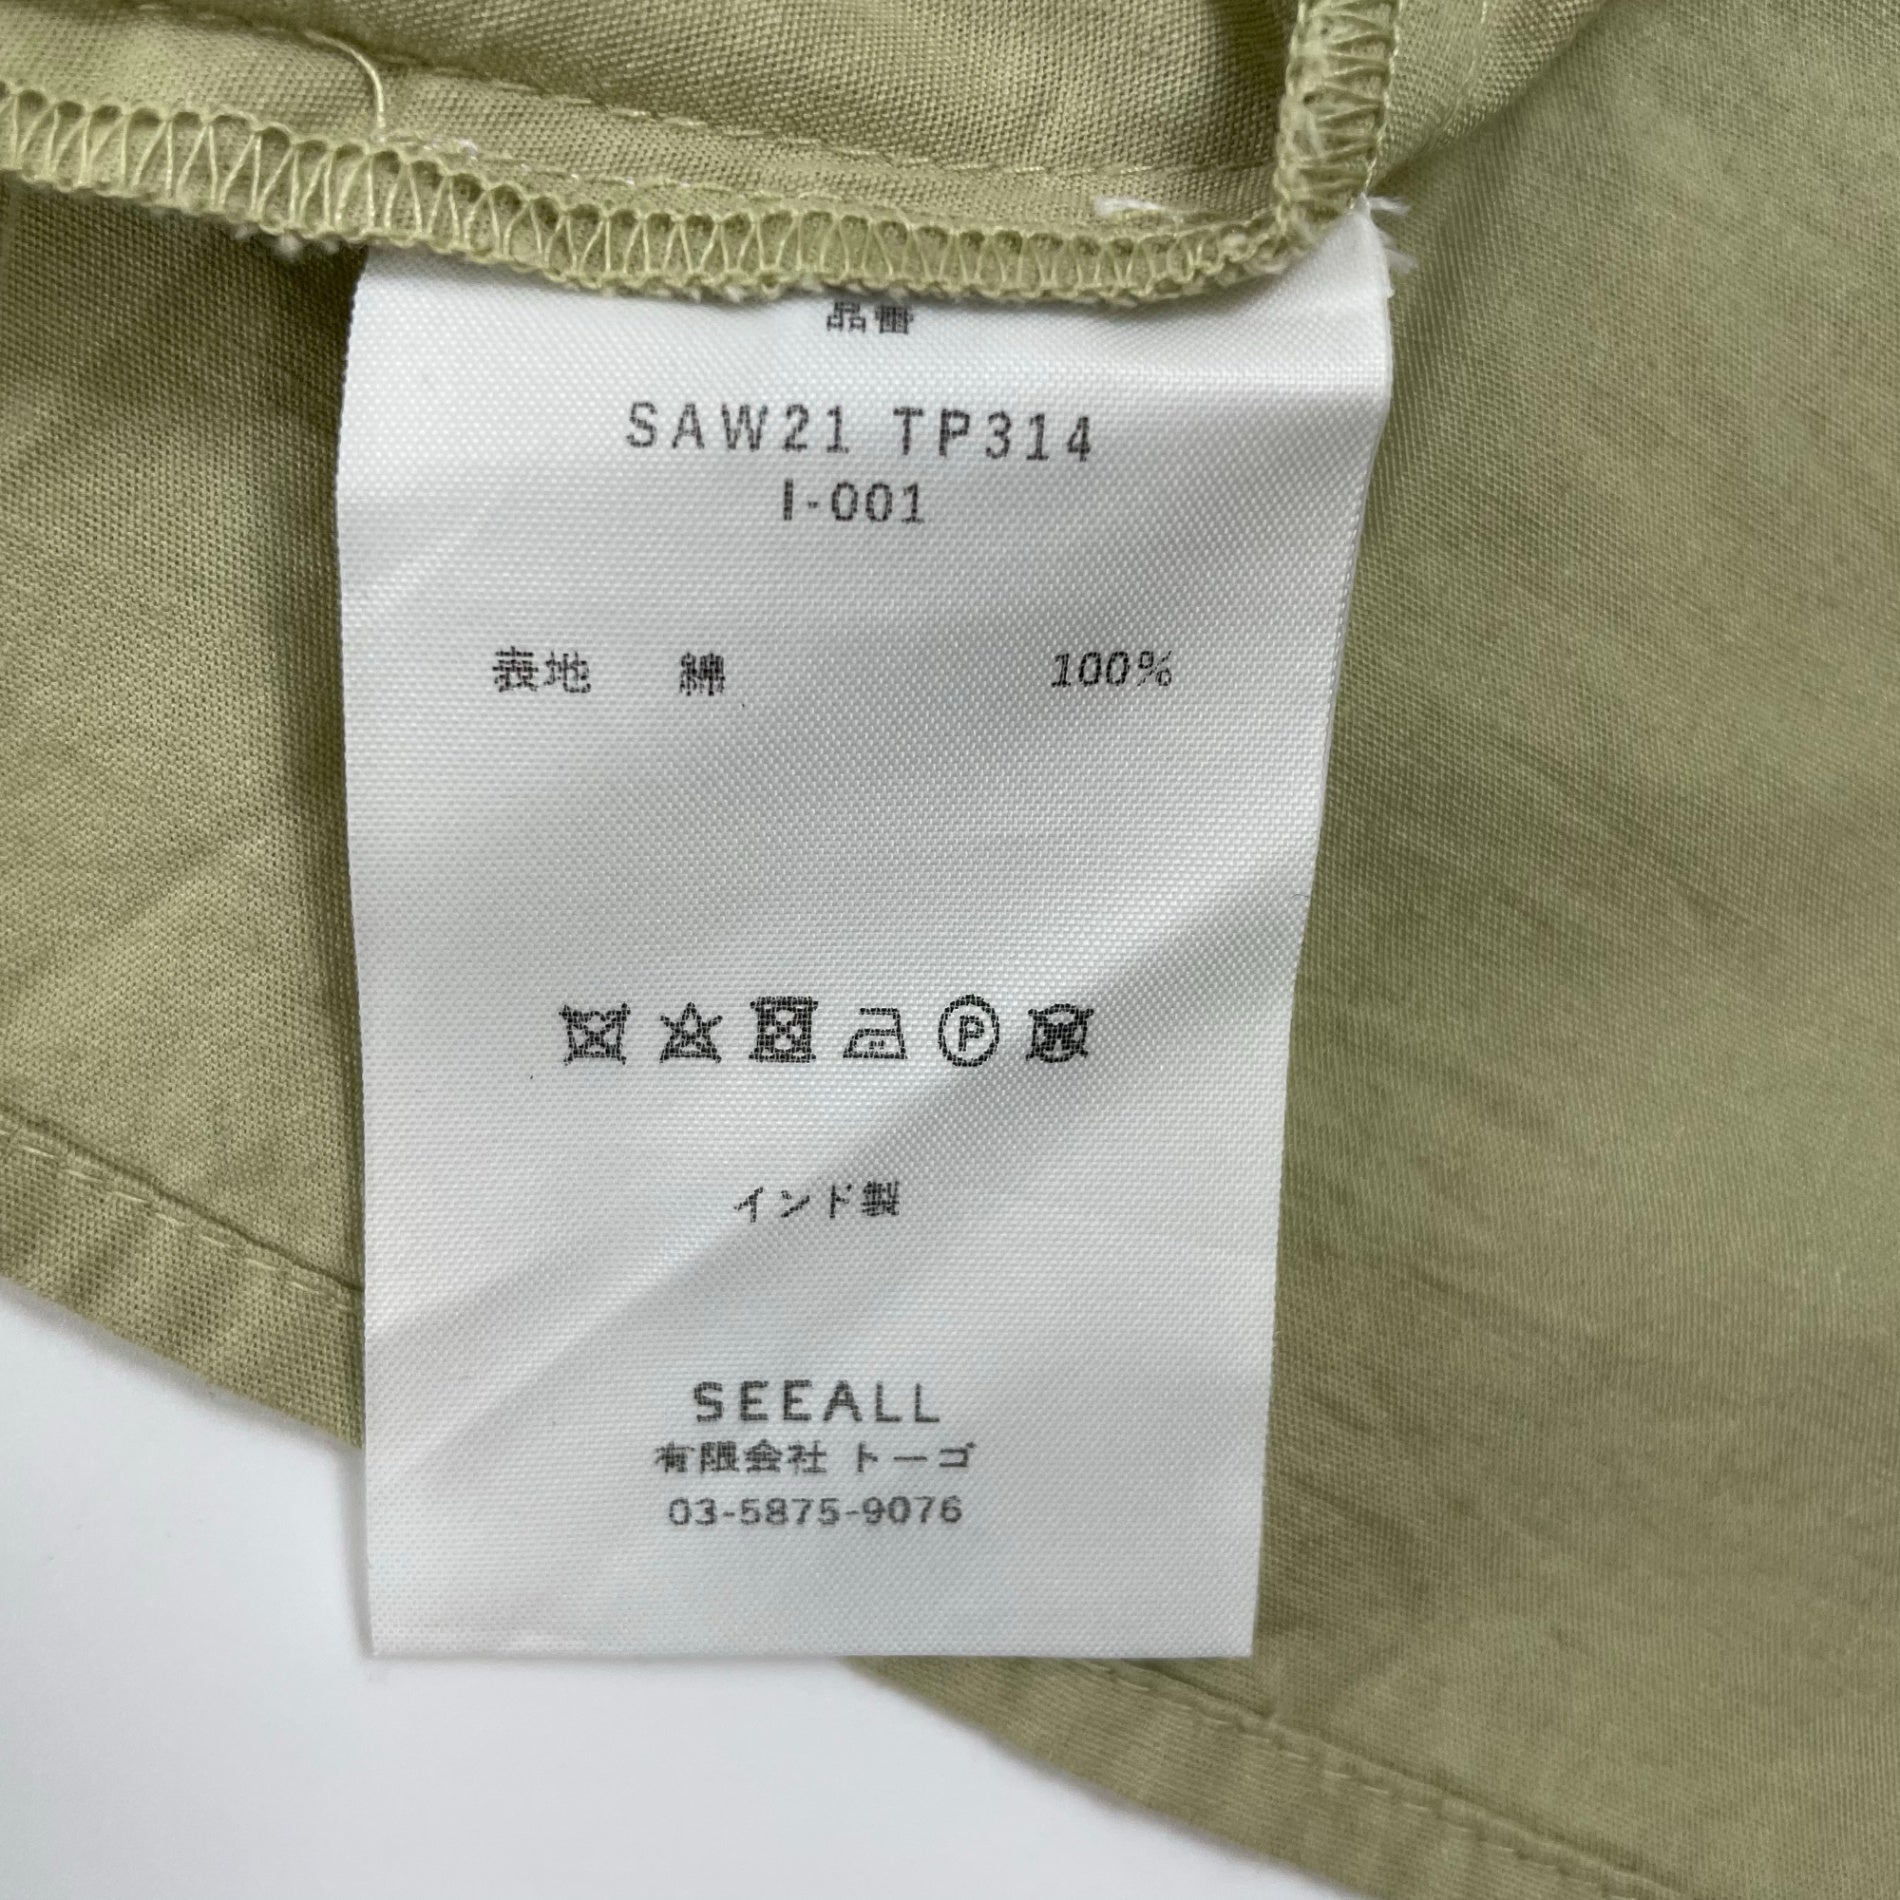 品番
SAW21 TP314
I-001
表地 綿 100%
P
W
インド製
SEEALL
有限会社 トーゴ
03-5875-9076